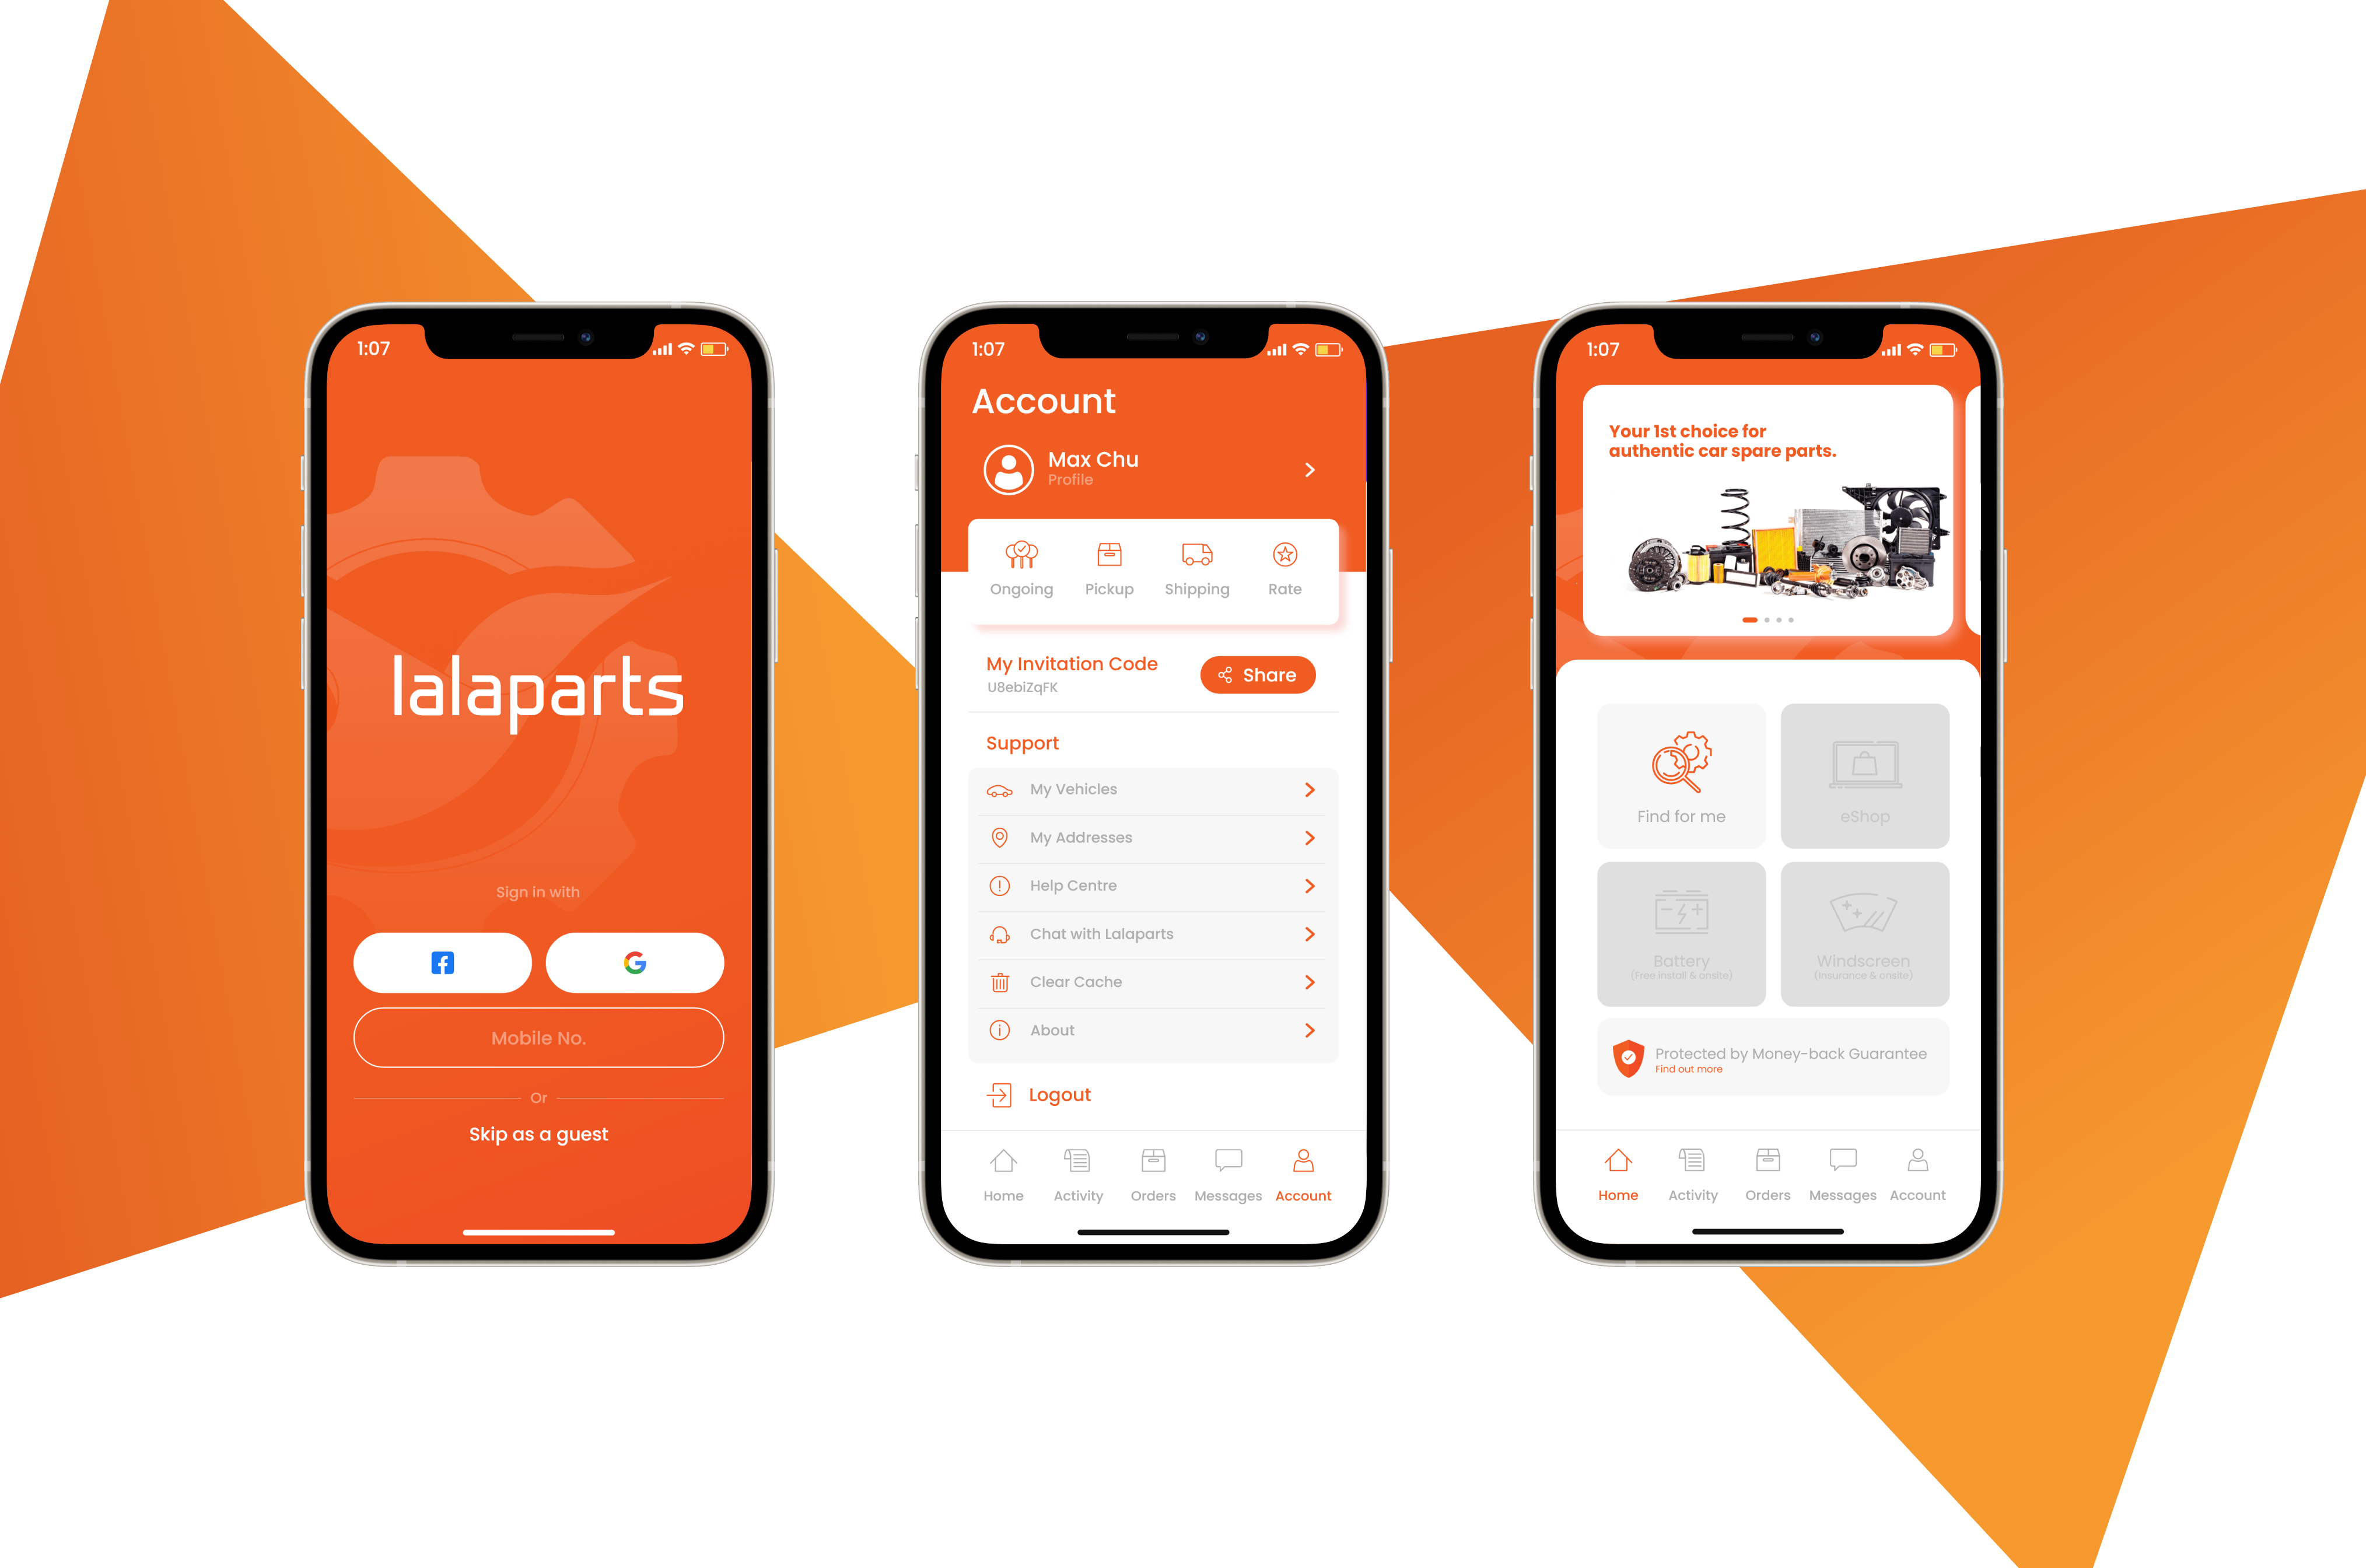 1:07
lalaparts
Sign in with
Mobile No.
Or
Skip as a guest
1:07
Account
Max Chu
Profile
Ongoing
Pickup
Shipping
Rate
My Invitation Code
U8ebiZqFK
Share
Support
My Vehicles
My Addresses
Help Centre
Chat with Lalaparts
Clear Cache
About
Logout
Home
Activity
Orders
Messages
Account
1:07
Your 1st choice for
authentic car spare parts.
Find for me
eShop
Battery
(Free install & onsite)
Windscreen
(Insurance & onsite)
Protected by Money-back Guarantee
Find out more
Home
Activity
Orders
Messages
Account